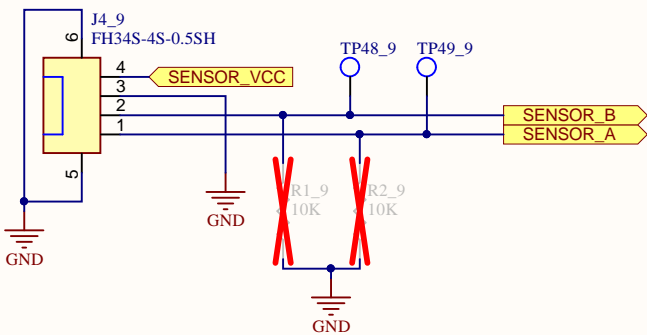 J4_9
FH34S-4S-0.5SH
6
TP48_9 TP49_9
4 SENSOR_VCC
3
2 SENSOR_B
1 SENSOR_A
5
R1_9 R2_9
10K 10K
GND
GND
GND